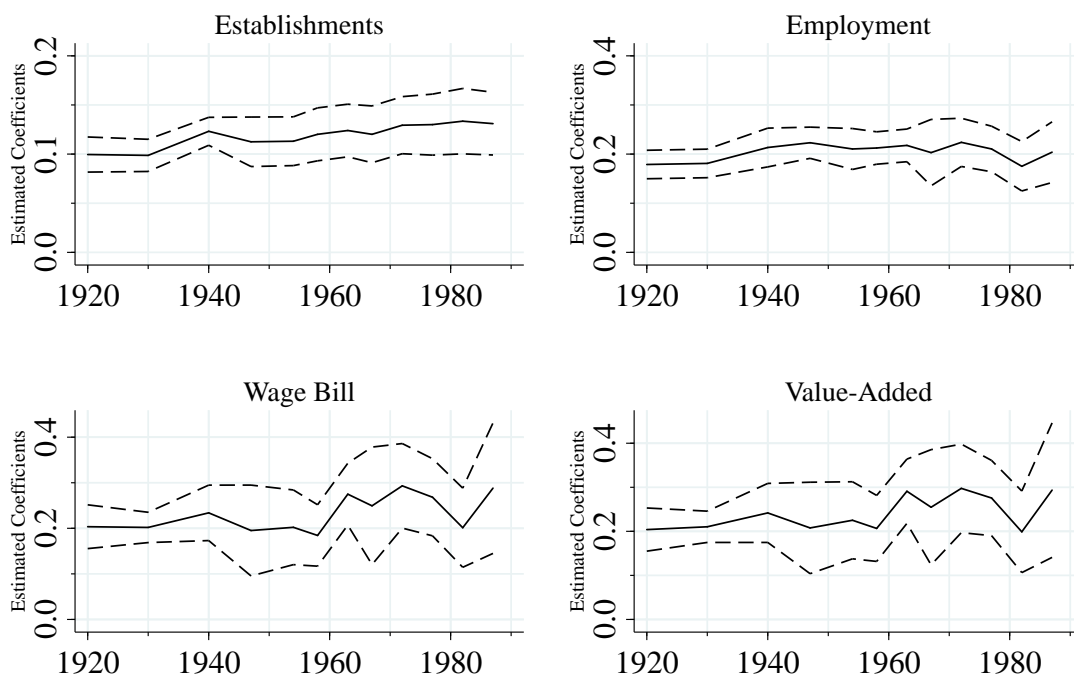 Establishments
Estimated Coefficients
0.2
0.1
0.0
1920 1940 1960 1980
Employment
Estimated Coefficients
0.4
0.2
0.0
1920 1940 1960 1980
Wage Bill
Estimated Coefficients
0.4
0.2
0.0
1920 1940 1960 1980
Value-Added
Estimated Coefficients
0.4
0.2
0.0
1920 1940 1960 1980